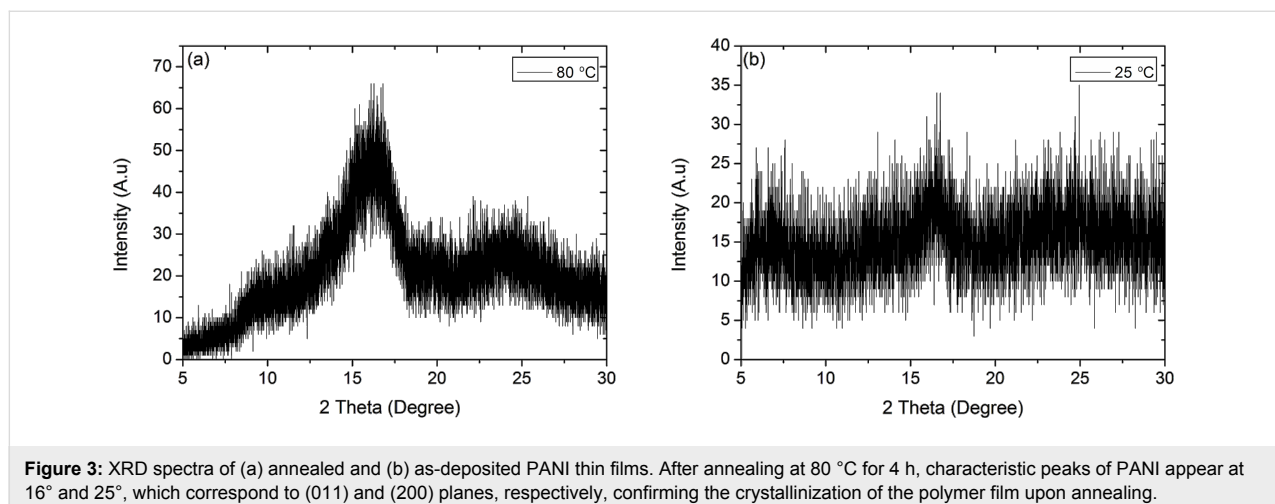 (a)
80 °C
70
60
50
40
30
20
10
0
5 10 15 20 25 30
Intensity (A.u)
2 Theta (Degree)
(b)
25 °C
40
35
30
25
20
15
10
5
0
5 10 15 20 25 30
Intensity (A.u)
2 Theta (Degree)
Figure 3: XRD spectra of (a) annealed and (b) as-deposited PANI thin films. After annealing at 80 °C for 4 h, characteristic peaks of PANI appear at
16° and 25°, which correspond to (011) and (200) planes, respectively, confirming the crystallinization of the polymer film upon annealing.